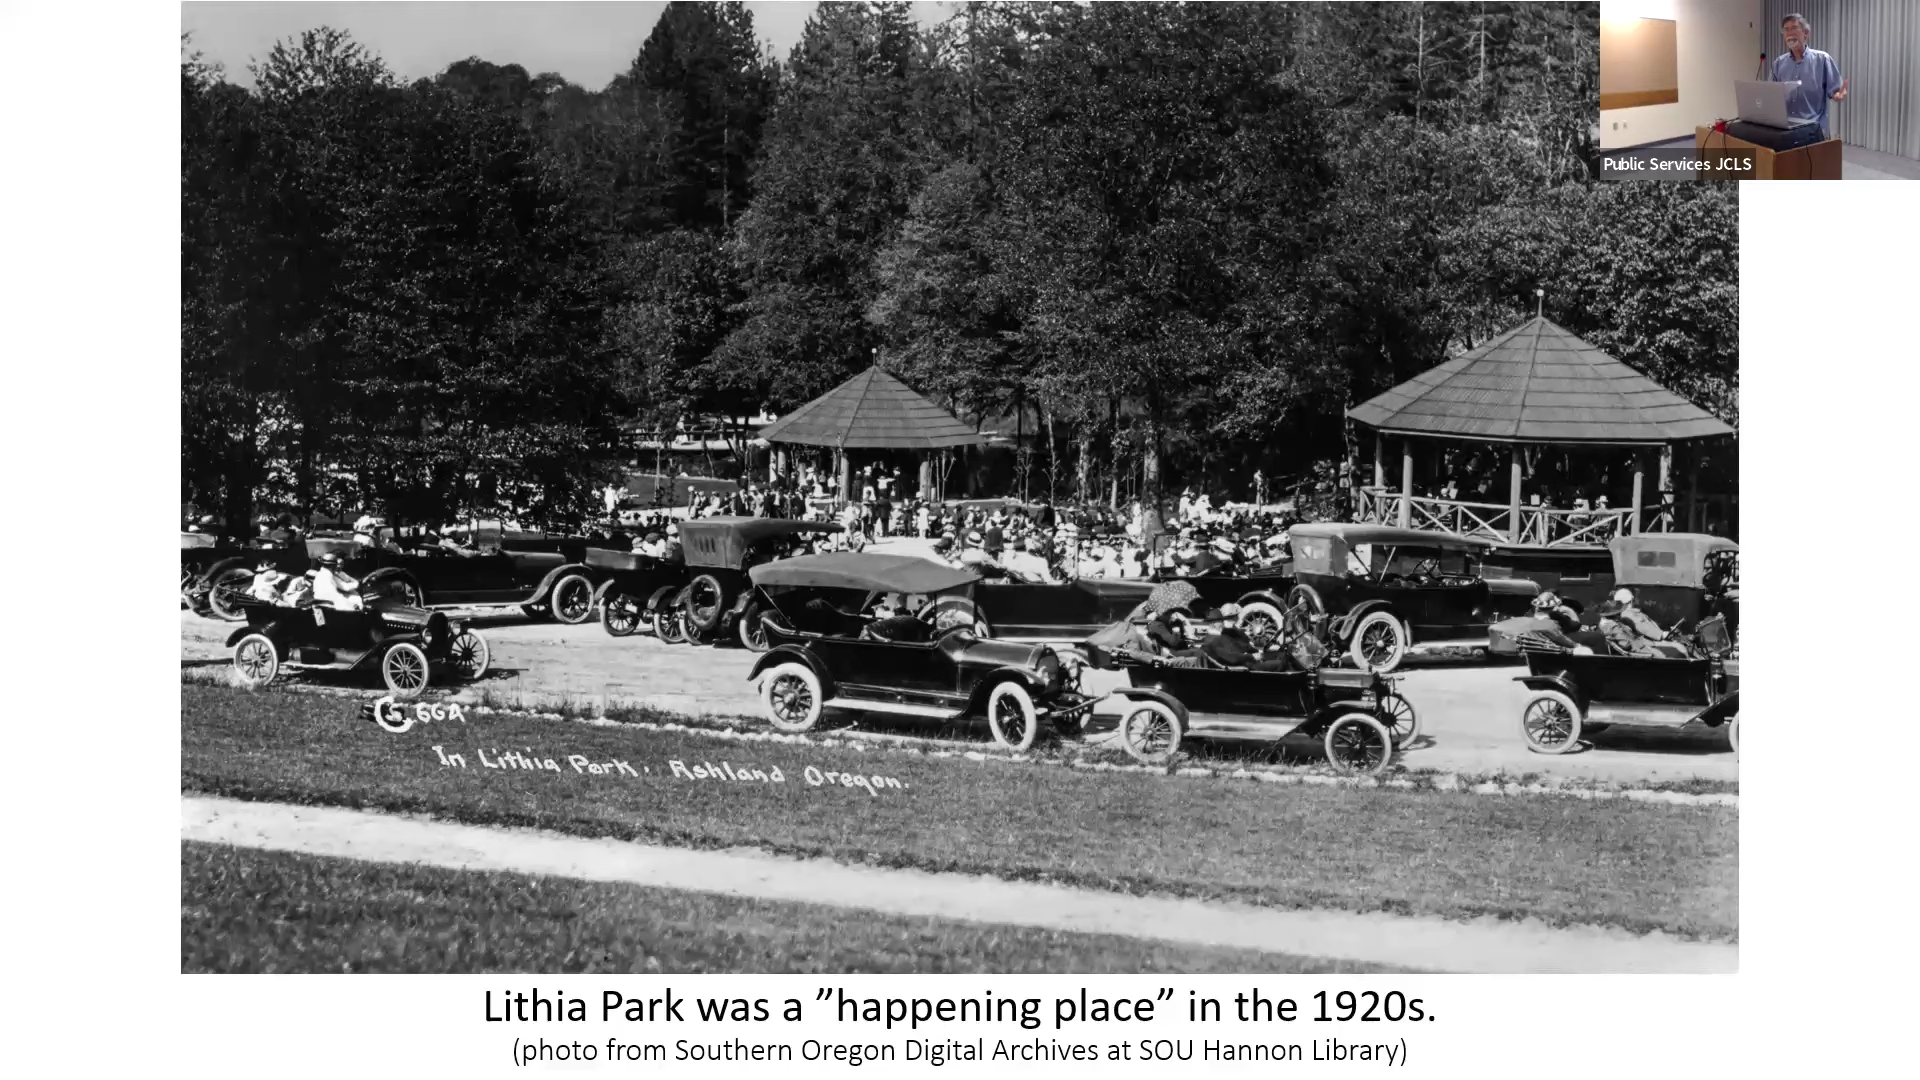 Public Services JCLS
66A
In Lithia Park. Ashland Oregon.
Lithia Park was a ”happening place” in the 1920s.
(photo from Southern Oregon Digital Archives at SOU Hannon Library)